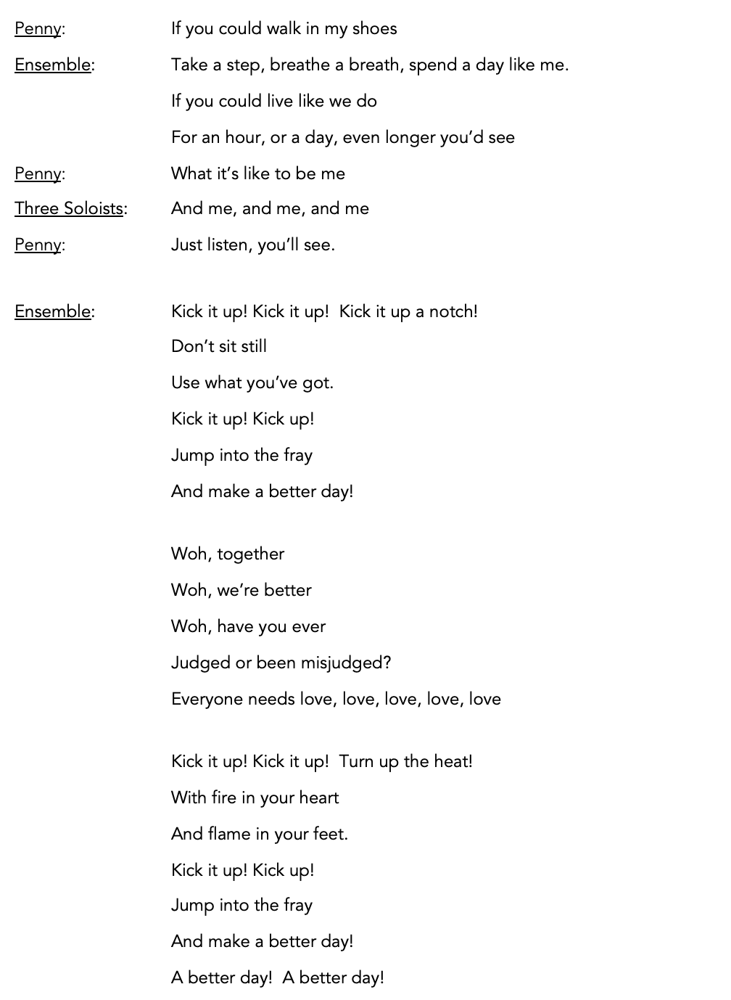 Penny: If you could walk in my shoes
Ensemble: Take a step, breathe a breath, spend a day like me.
If you could live like we do
For an hour, or a day, even longer you’d see
Penny: What it’s like to be me
Three Soloists: And me, and me, and me
Penny: Just listen, you’ll see.
Ensemble: Kick it up! Kick it up!  Kick it up a notch!
Don’t sit still
Use what you’ve got.
Kick it up! Kick up!
Jump into the fray
And make a better day!
Woh, together
Woh, we’re better
Woh, have you ever
Judged or been misjudged?
Everyone needs love, love, love, love, love
Kick it up! Kick it up!  Turn up the heat!
With fire in your heart
And flame in your feet.
Kick it up! Kick up!
Jump into the fray
And make a better day!
A better day!  A better day!